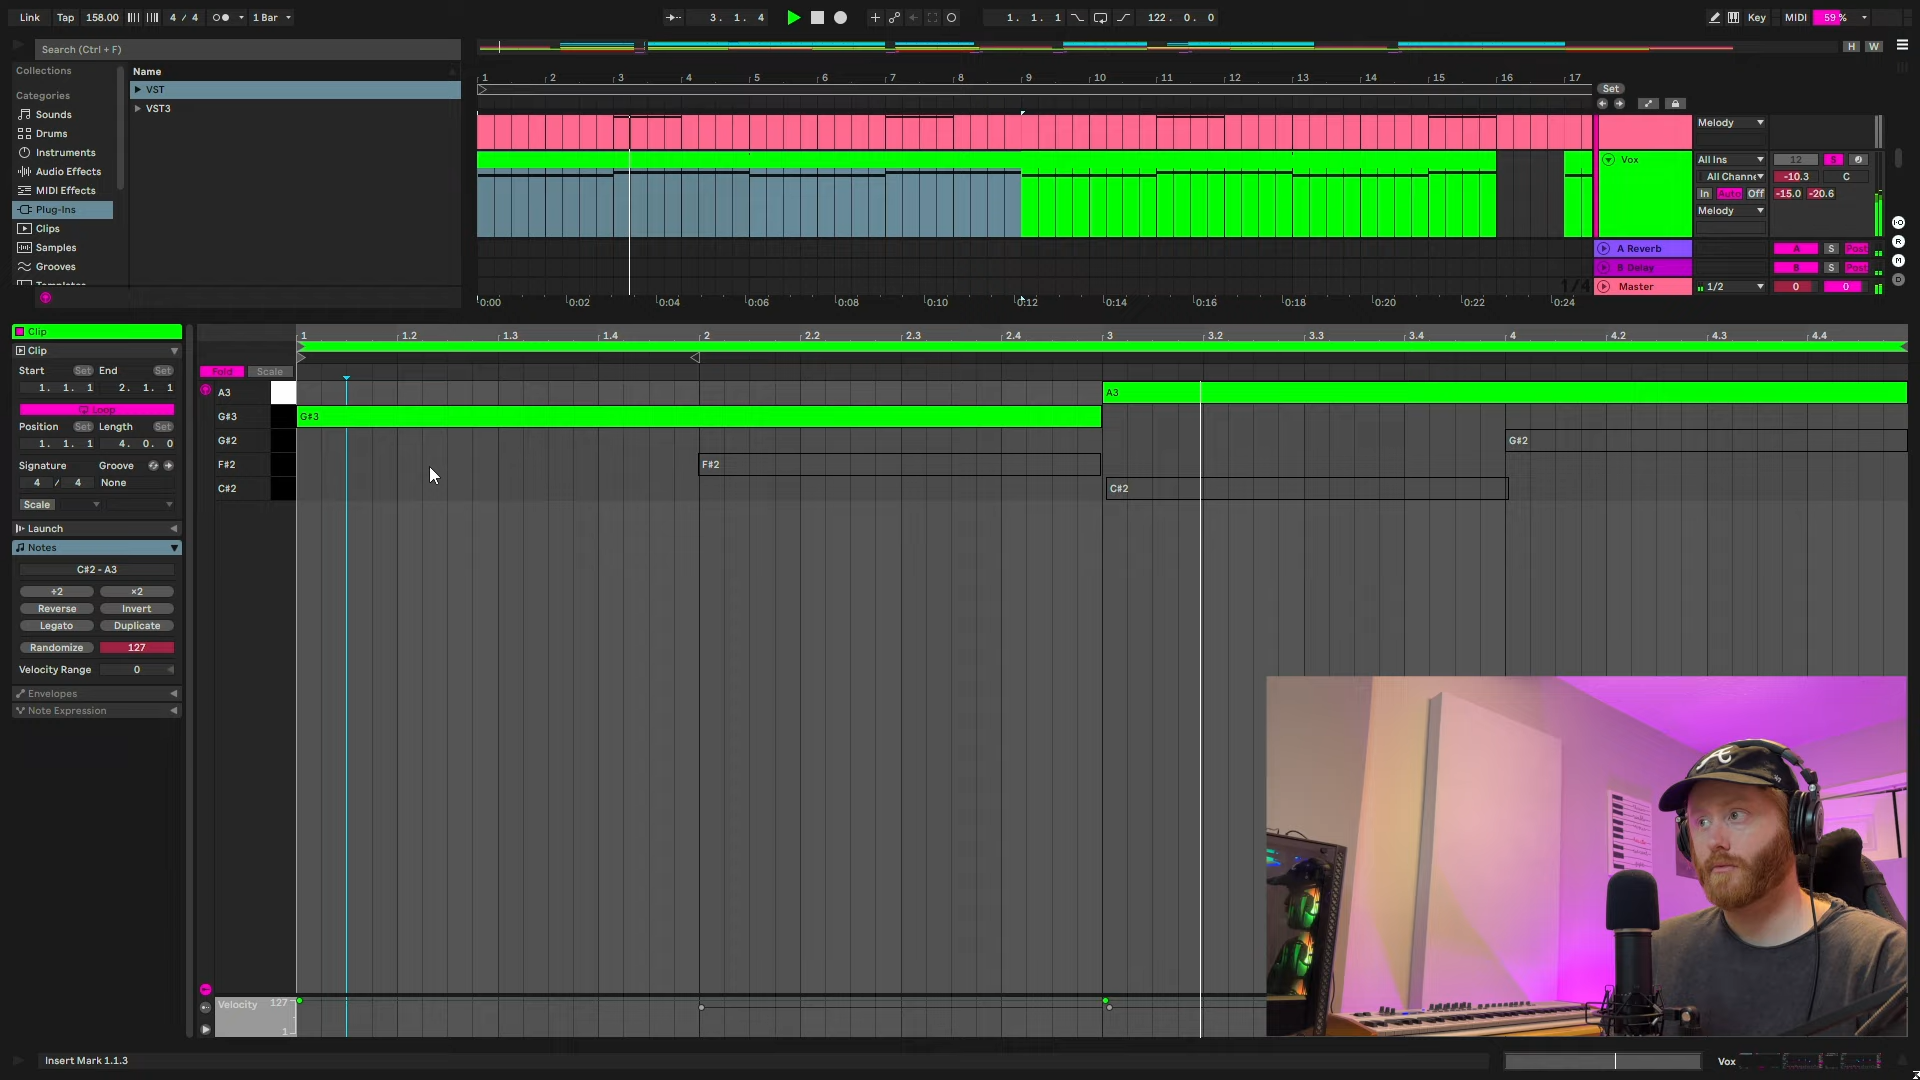 Link Tap 158.00 4 / 4 1 Bar 3. 1. 4 1. 1. 1 122. 0. 0 Key MIDI 59 %
Search (Ctrl + F)
H W
Collections
Categories
Sounds
Drums
Instruments
Audio Effects
MIDI Effects
Plug-Ins
Clips
Samples
Grooves
Templates
Name
VST
VST3
1 2 3 4 5 6 7 8 9 10 11 12 13 14 15 16 17
Set
Melody
Vox All Ins 12 S
All Channe -10.3 C
In Auto Off -15.0 -20.6
Melody
A Reverb A S Post
B Delay B S Post
1/4
Master 1/2 0 0
0:00 0:02 0:04 0:06 0:08 0:10 0:12 0:14 0:16 0:18 0:20 0:22 0:24
I·O
R
M
D
Clip
Clip
Start Set End Set
1. 1. 1 2. 1. 1
Loop
Position Set Length Set
1. 1. 1 4. 0. 0
Signature Groove
4 / 4 None
Scale
Launch
Notes
C#2 - A3
÷2 ×2
Reverse Invert
Legato Duplicate
Randomize 127
Velocity Range 0
Envelopes
Note Expression
1 1.2 1.3 1.4 2 2.2 2.3 2.4 3 3.2 3.3 3.4 4 4.2 4.3 4.4
Fold Scale
A3 A3
G#3 G#3
G#2 G#2
F#2 F#2
C#2 C#2
Velocity 127
1
Insert Mark 1.1.3
Vox